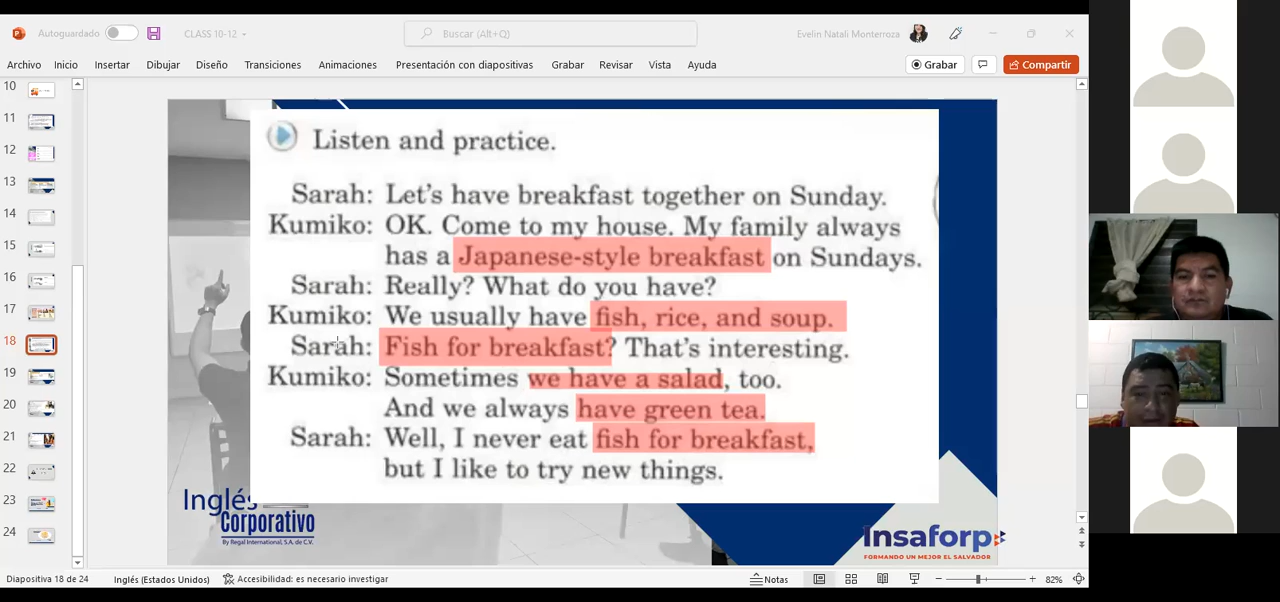 Autoguardado
CLASS 10-12
Buscar (Alt+Q)
Evelin Natali Monterroza
Archivo Inicio Insertar Dibujar Diseño Transiciones Animaciones Presentación con diapositivas Grabar Revisar Vista Ayuda
Grabar
Compartir
10
11
12
13
14
15
16
17
18
19
20
21
22
23
24
Listen and practice.
Sarah: Let's have breakfast together on Sunday.
Kumiko: OK. Come to my house. My family always
has a Japanese-style breakfast on Sundays.
Sarah: Really? What do you have?
Kumiko: We usually have fish, rice, and soup.
Sarah: Fish for breakfast? That's interesting.
Kumiko: Sometimes we have a salad, too.
And we always have green tea.
Sarah: Well, I never eat fish for breakfast,
but I like to try new things.
Inglés
Corporativo
By Regal International, S.A. de C.V.
Insaforp
FORMANDO UN MEJOR EL SALVADOR
Diapositiva 18 de 24 Inglés (Estados Unidos) Accesibilidad: es necesario investigar Notas 82%